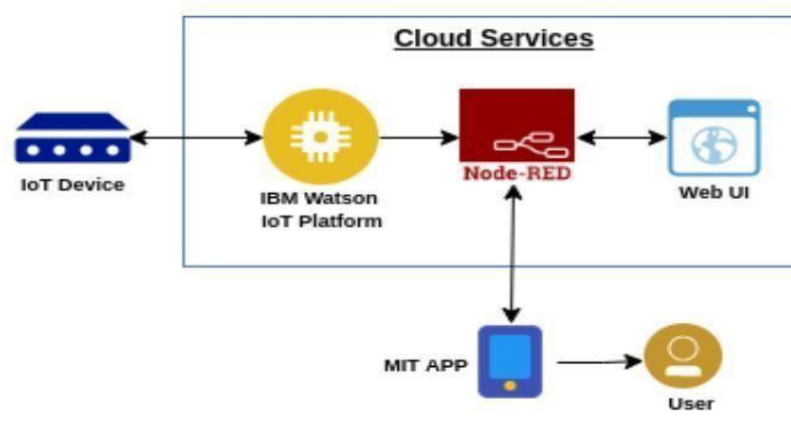 Cloud Services
IoT Device
IBM Watson
IoT Platform
Node-RED
Web UI
MIT APP
User